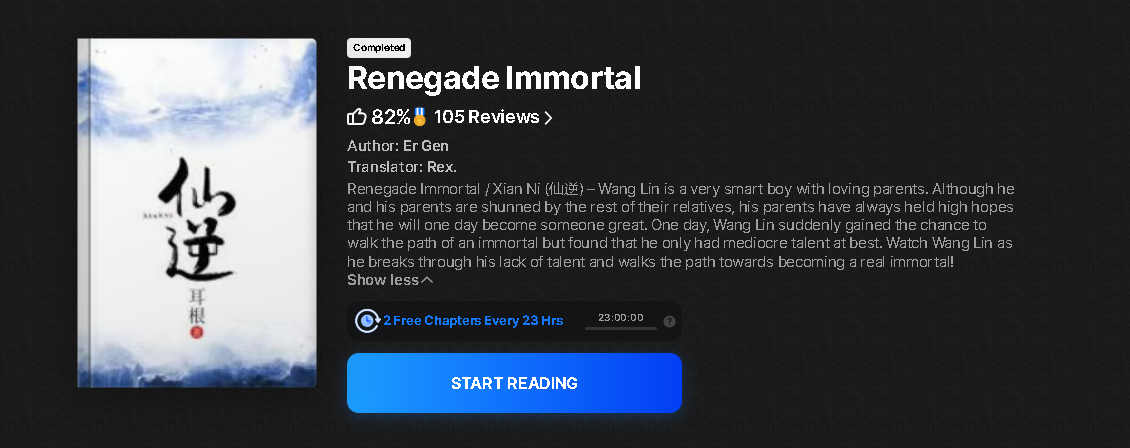 Completed
Renegade Immortal
82% 105 Reviews
Author: Er Gen
Translator: Rex.
Renegade Immortal / Xian Ni (仙逆) – Wang Lin is a very smart boy with loving parents. Although he
and his parents are shunned by the rest of their relatives, his parents have always held high hopes
that he will one day become someone great. One day, Wang Lin suddenly gained the chance to
walk the path of an immortal but found that he only had mediocre talent at best. Watch Wang Lin as
he breaks through his lack of talent and walks the path towards becoming a real immortal!
Show less
2 Free Chapters Every 23 Hrs
23:00:00
?
START READING
仙
逆
耳
根